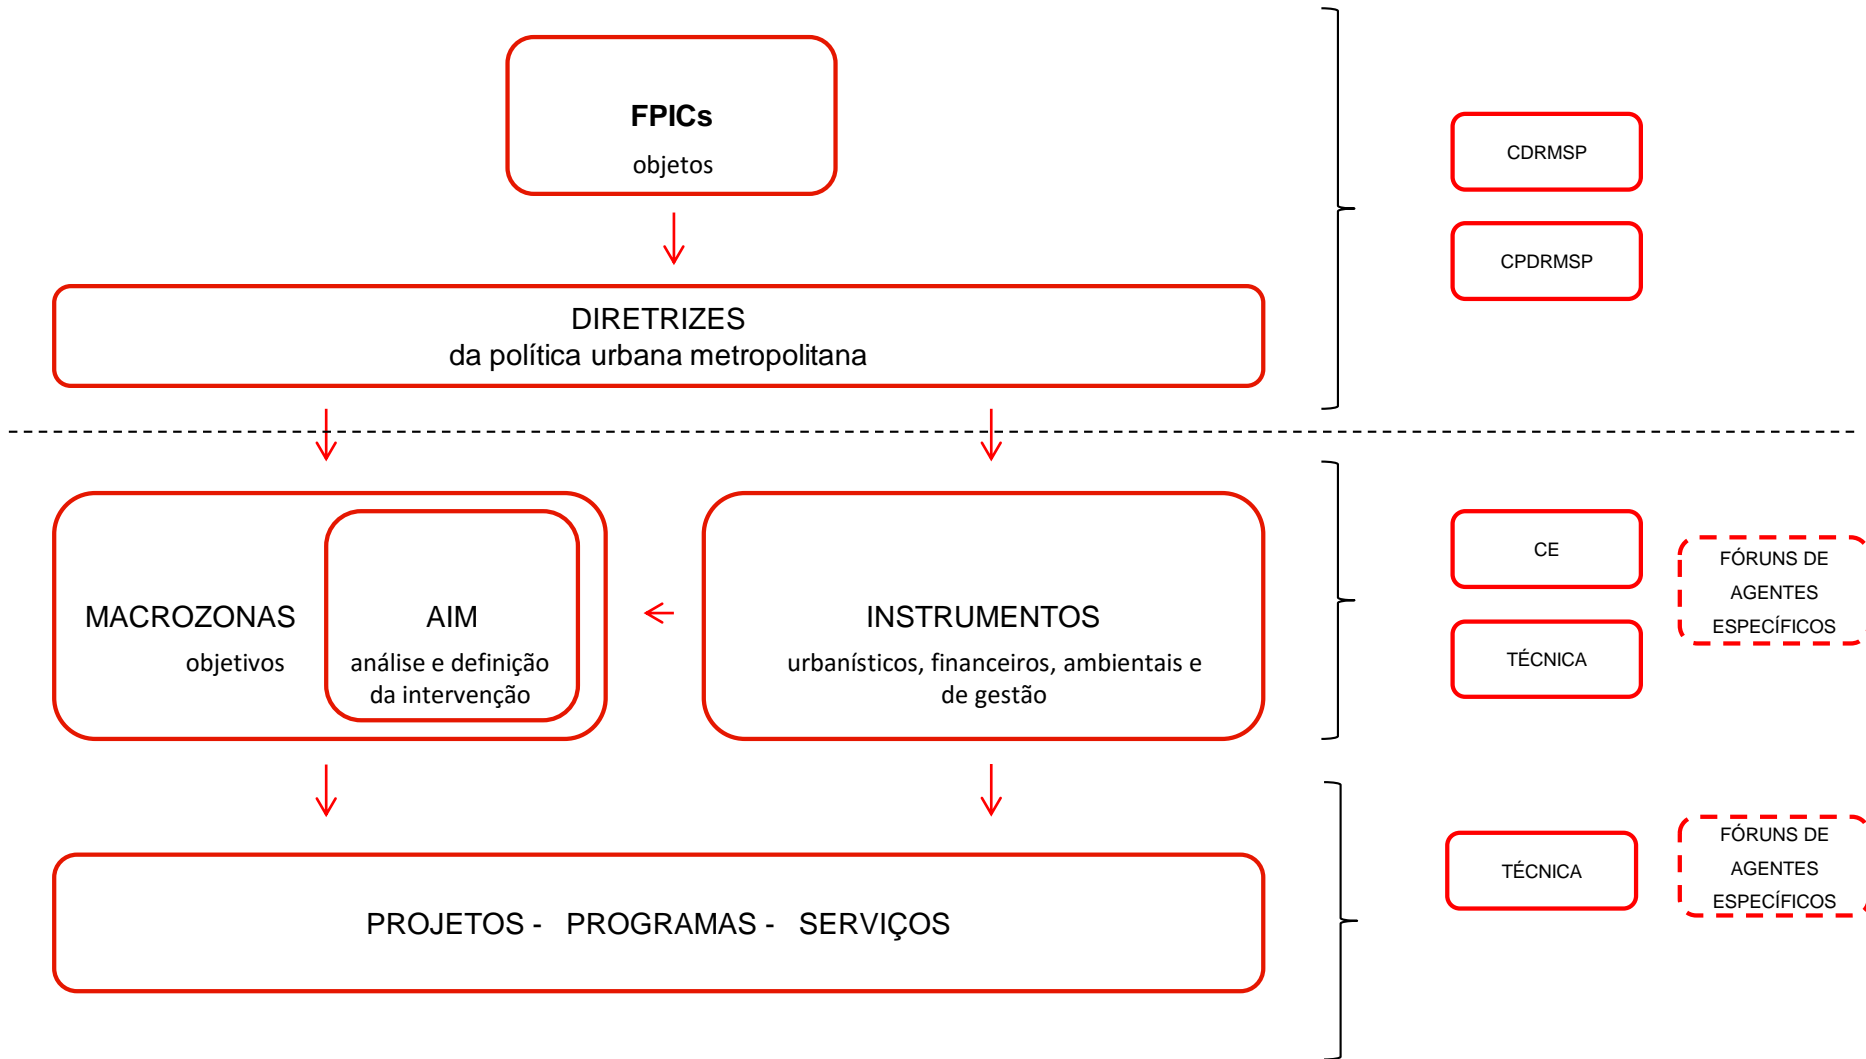 FPICs
objetos
CDRMSP
CPDRMSP
DIRETRIZES
da política urbana metropolitana
MACROZONAS
objetivos
AIM
análise e definição
da intervenção
INSTRUMENTOS
urbanísticos, financeiros, ambientais e
de gestão
CE
TÉCNICA
FÓRUNS DE
AGENTES
ESPECÍFICOS
PROJETOS - PROGRAMAS - SERVIÇOS
TÉCNICA
FÓRUNS DE
AGENTES
ESPECÍFICOS